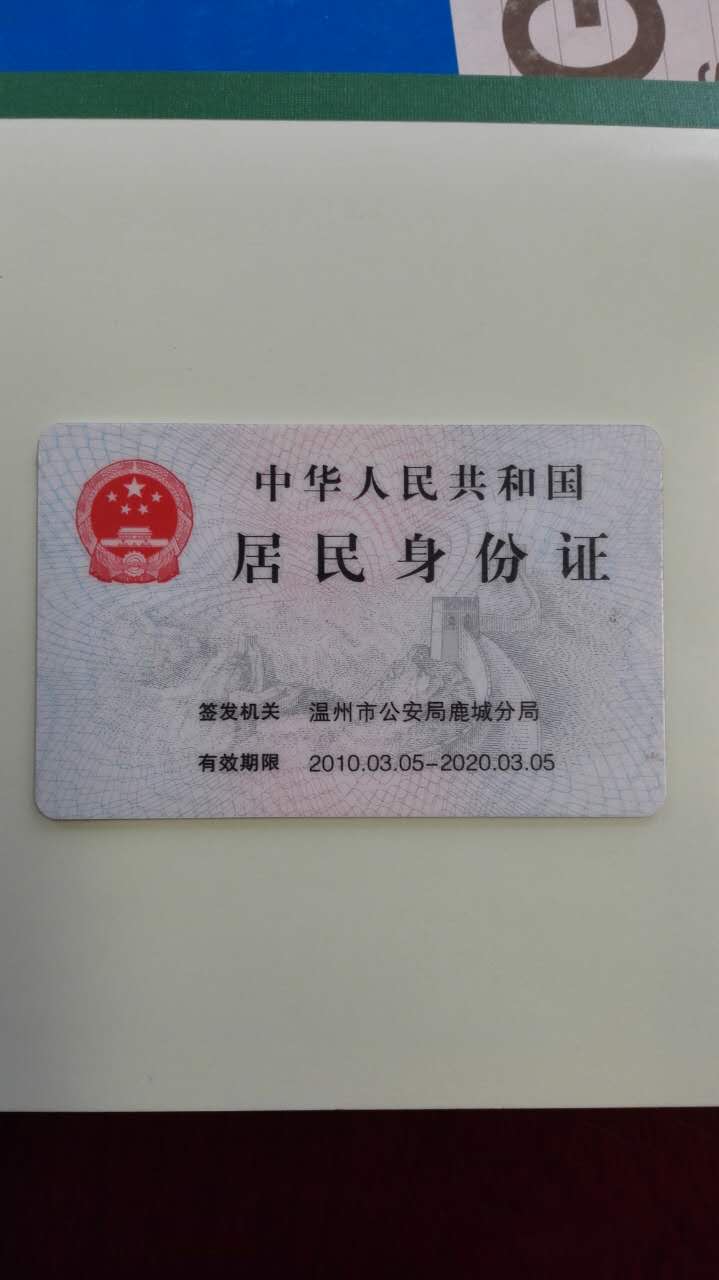 中华人民共和国
居民身份证
签发机关 温州市公安局鹿城分局
有效期限 2010.03.05-2020.03.05